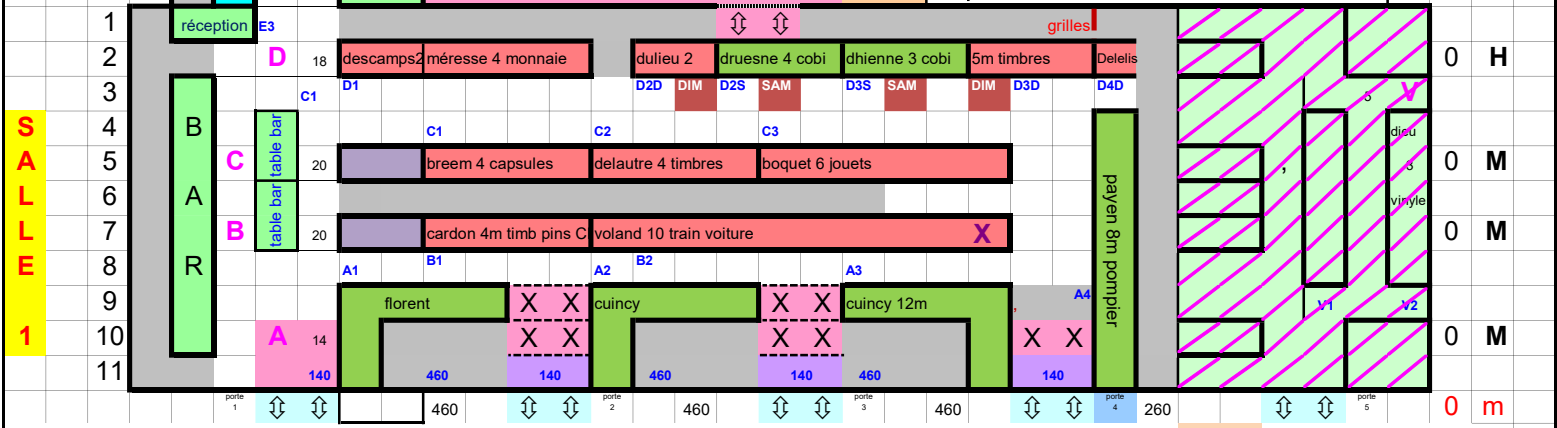 1 réception E3 ⇕ ⇕ grilles
2 D 18 descamps2 méresse 4 monnaie dulieu 2 druesne 4 cobi dhienne 3 cobi 5m timbres Delelis 0 H
3 C1 D1 D2D DIM D2S SAM D3S SAM DIM D3D D4D 5 V
S 4 B table bar C1 C2 C3 dieu
A 5 C 20 breem 4 capsules delautre 4 timbres boquet 6 jouets , 3 0 M
L 6 A table bar payen 8m pompier vinyle
L 7 B 20 cardon 4m timb pins C voland 10 train voiture X 0 M
E 8 R A1 B1 A2 B2 A3
9 florent X X cuincy X X cuincy 12m , A4 V1 V2
1 10 A 14 X X X X X X 0 M
11 140 460 140 460 140 460 140
porte 1 ⇕ ⇕ 460 ⇕ ⇕ porte 2 460 ⇕ ⇕ porte 3 460 ⇕ ⇕ porte 4 260 ⇕ ⇕ porte 5 0 m